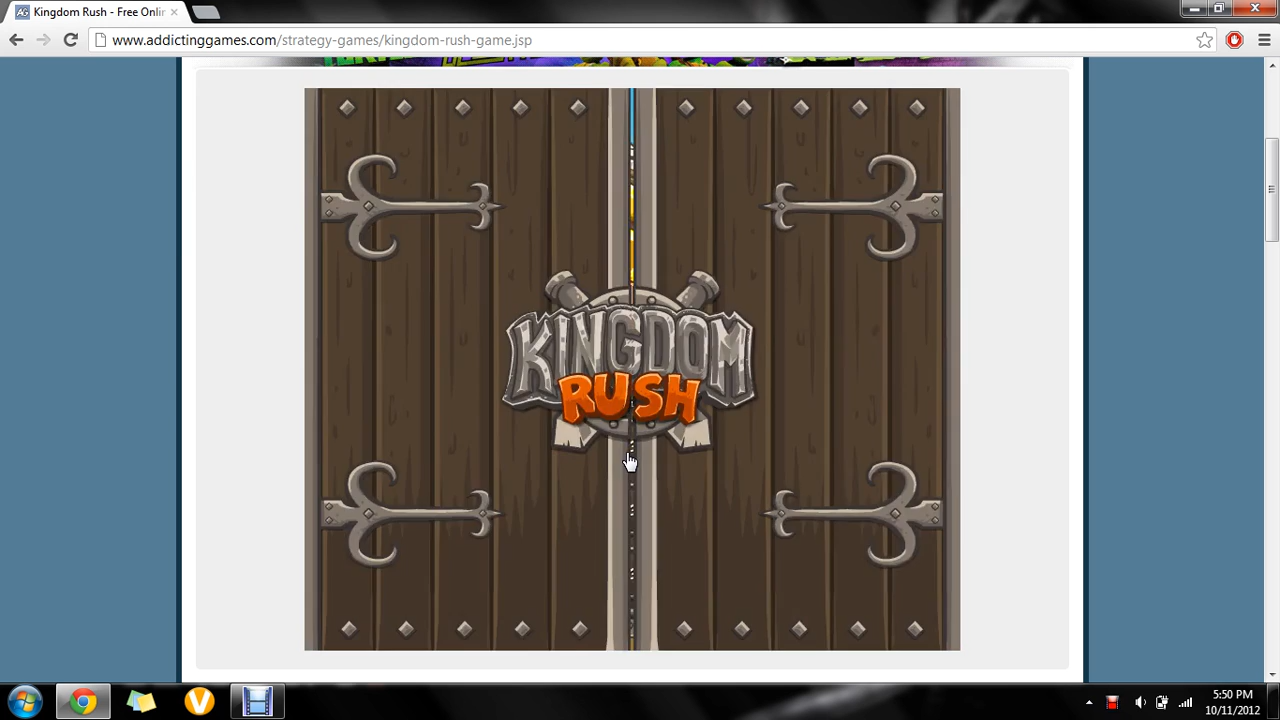 Kingdom Rush - Free Onlin
www.addictinggames.com/strategy-games/kingdom-rush-game.jsp
KINGDOM
RUSH
5:50 PM
10/11/2012